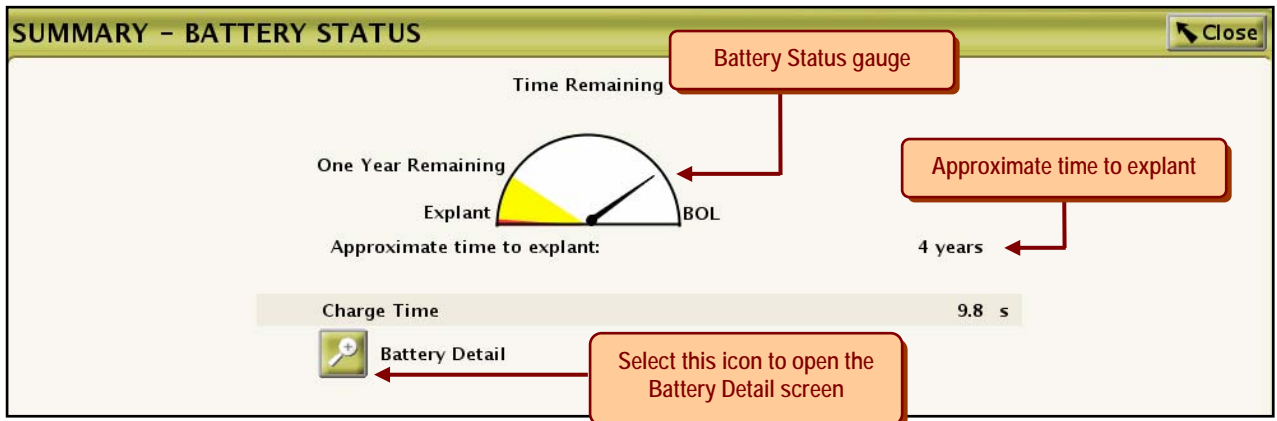 SUMMARY – BATTERY STATUS
Close
Battery Status gauge
Time Remaining
One Year Remaining
Approximate time to explant
Explant
BOL
Approximate time to explant:
4 years
Charge Time
9.8 s
Battery Detail
Select this icon to open the
Battery Detail screen